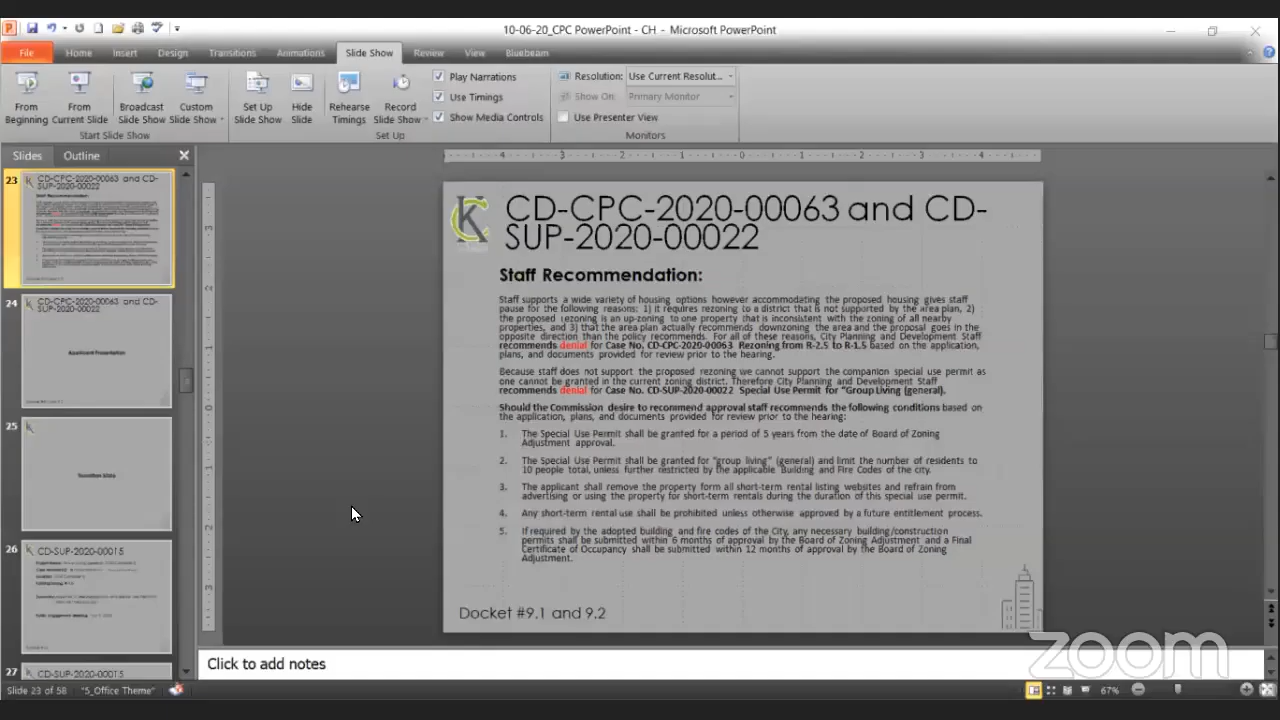 10-06-20_CPC PowerPoint - CH - Microsoft PowerPoint
File Home Insert Design Transitions Animations Slide Show Review View Bluebeam
From Beginning
From Current Slide
Broadcast Slide Show
Custom Slide Show
Start Slide Show
Set Up Slide Show
Hide Slide
Rehearse Timings
Record Slide Show
Play Narrations
Use Timings
Show Media Controls
Set Up
Resolution: Use Current Resolut...
Show On: Primary Monitor
Use Presenter View
Monitors
Slides Outline
23
CD-CPC-2020-00063 and CD-
SUP-2020-00022
Staff Recommendation:
24
CD-CPC-2020-00063 and CD-
SUP-2020-00022
Applicant Presentation
25
Transition Slide
26
CD-SUP-2020-00015
27
CD-SUP-2020-00015
K
CD-CPC-2020-00063 and CD-
SUP-2020-00022
Staff Recommendation:
Staff supports a wide variety of housing options however accommodating the proposed housing gives staff
pause for the following reasons: 1) it requires rezoning to a district that is not supported by the area plan, 2)
the proposed rezoning is an up-zoning to one property that is inconsistent with the zoning of all nearby
properties, and 3) that the area plan actually recommends downzoning the area and the proposal goes in the
opposite direction than the policy recommends. For all of these reasons, City Planning and Development Staff
recommends denial for Case No. CD-CPC-2020-00063 Rezoning from R-2.5 to R-1.5 based on the application,
plans, and documents provided for review prior to the hearing.
Because staff does not support the proposed rezoning we cannot support the companion special use permit as
one cannot be granted in the current zoning district. Therefore City Planning and Development Staff
recommends denial for Case No. CD-SUP-2020-00022 Special Use Permit for "Group Living (general).
Should the Commission desire to recommend approval staff recommends the following conditions based on
the application, plans, and documents provided for review prior to the hearing:
1. The Special Use Permit shall be granted for a period of 5 years from the date of Board of Zoning
Adjustment approval.
2. The Special Use Permit shall be granted for "group living" (general) and limit the number of residents to
10 people total, unless further restricted by the applicable Building and Fire Codes of the city.
3. The applicant shall remove the property form all short-term rental listing websites and refrain from
advertising or using the property for short-term rentals during the duration of this special use permit.
4. Any short-term rental use shall be prohibited unless otherwise approved by a future entitlement process.
5. If required by the adopted building and fire codes of the City, any necessary building/construction
permits shall be submitted within 6 months of approval by the Board of Zoning Adjustment and a Final
Certificate of Occupancy shall be submitted within 12 months of approval by the Board of Zoning
Adjustment.
Docket #9.1 and 9.2
zoom
Click to add notes
Slide 23 of 58 "5_Office Theme" 67%